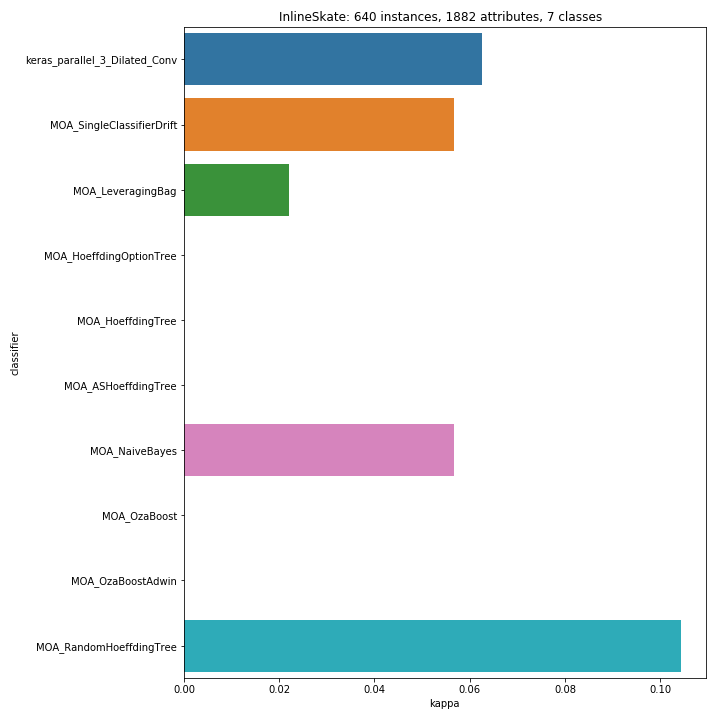 InlineSkate: 640 instances, 1882 attributes, 7 classes
classifier
keras_parallel_3_Dilated_Conv
MOA_SingleClassifierDrift
MOA_LeveragingBag
MOA_HoeffdingOptionTree
MOA_HoeffdingTree
MOA_ASHoeffdingTree
MOA_NaiveBayes
MOA_OzaBoost
MOA_OzaBoostAdwin
MOA_RandomHoeffdingTree
0.00 0.02 0.04 0.06 0.08 0.10
kappa